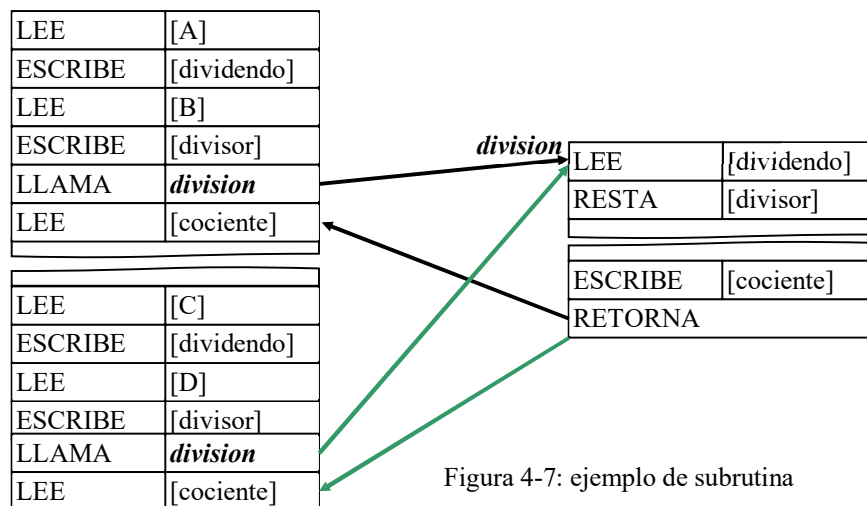 LEE [A]
ESCRIBE [dividendo]
LEE [B]
ESCRIBE [divisor]
LLAMA division
LEE [cociente]
LEE [C]
ESCRIBE [dividendo]
LEE [D]
ESCRIBE [divisor]
LLAMA division
LEE [cociente]
division
LEE [dividendo]
RESTA [divisor]
ESCRIBE [cociente]
RETORNA
Figura 4-7: ejemplo de subrutina